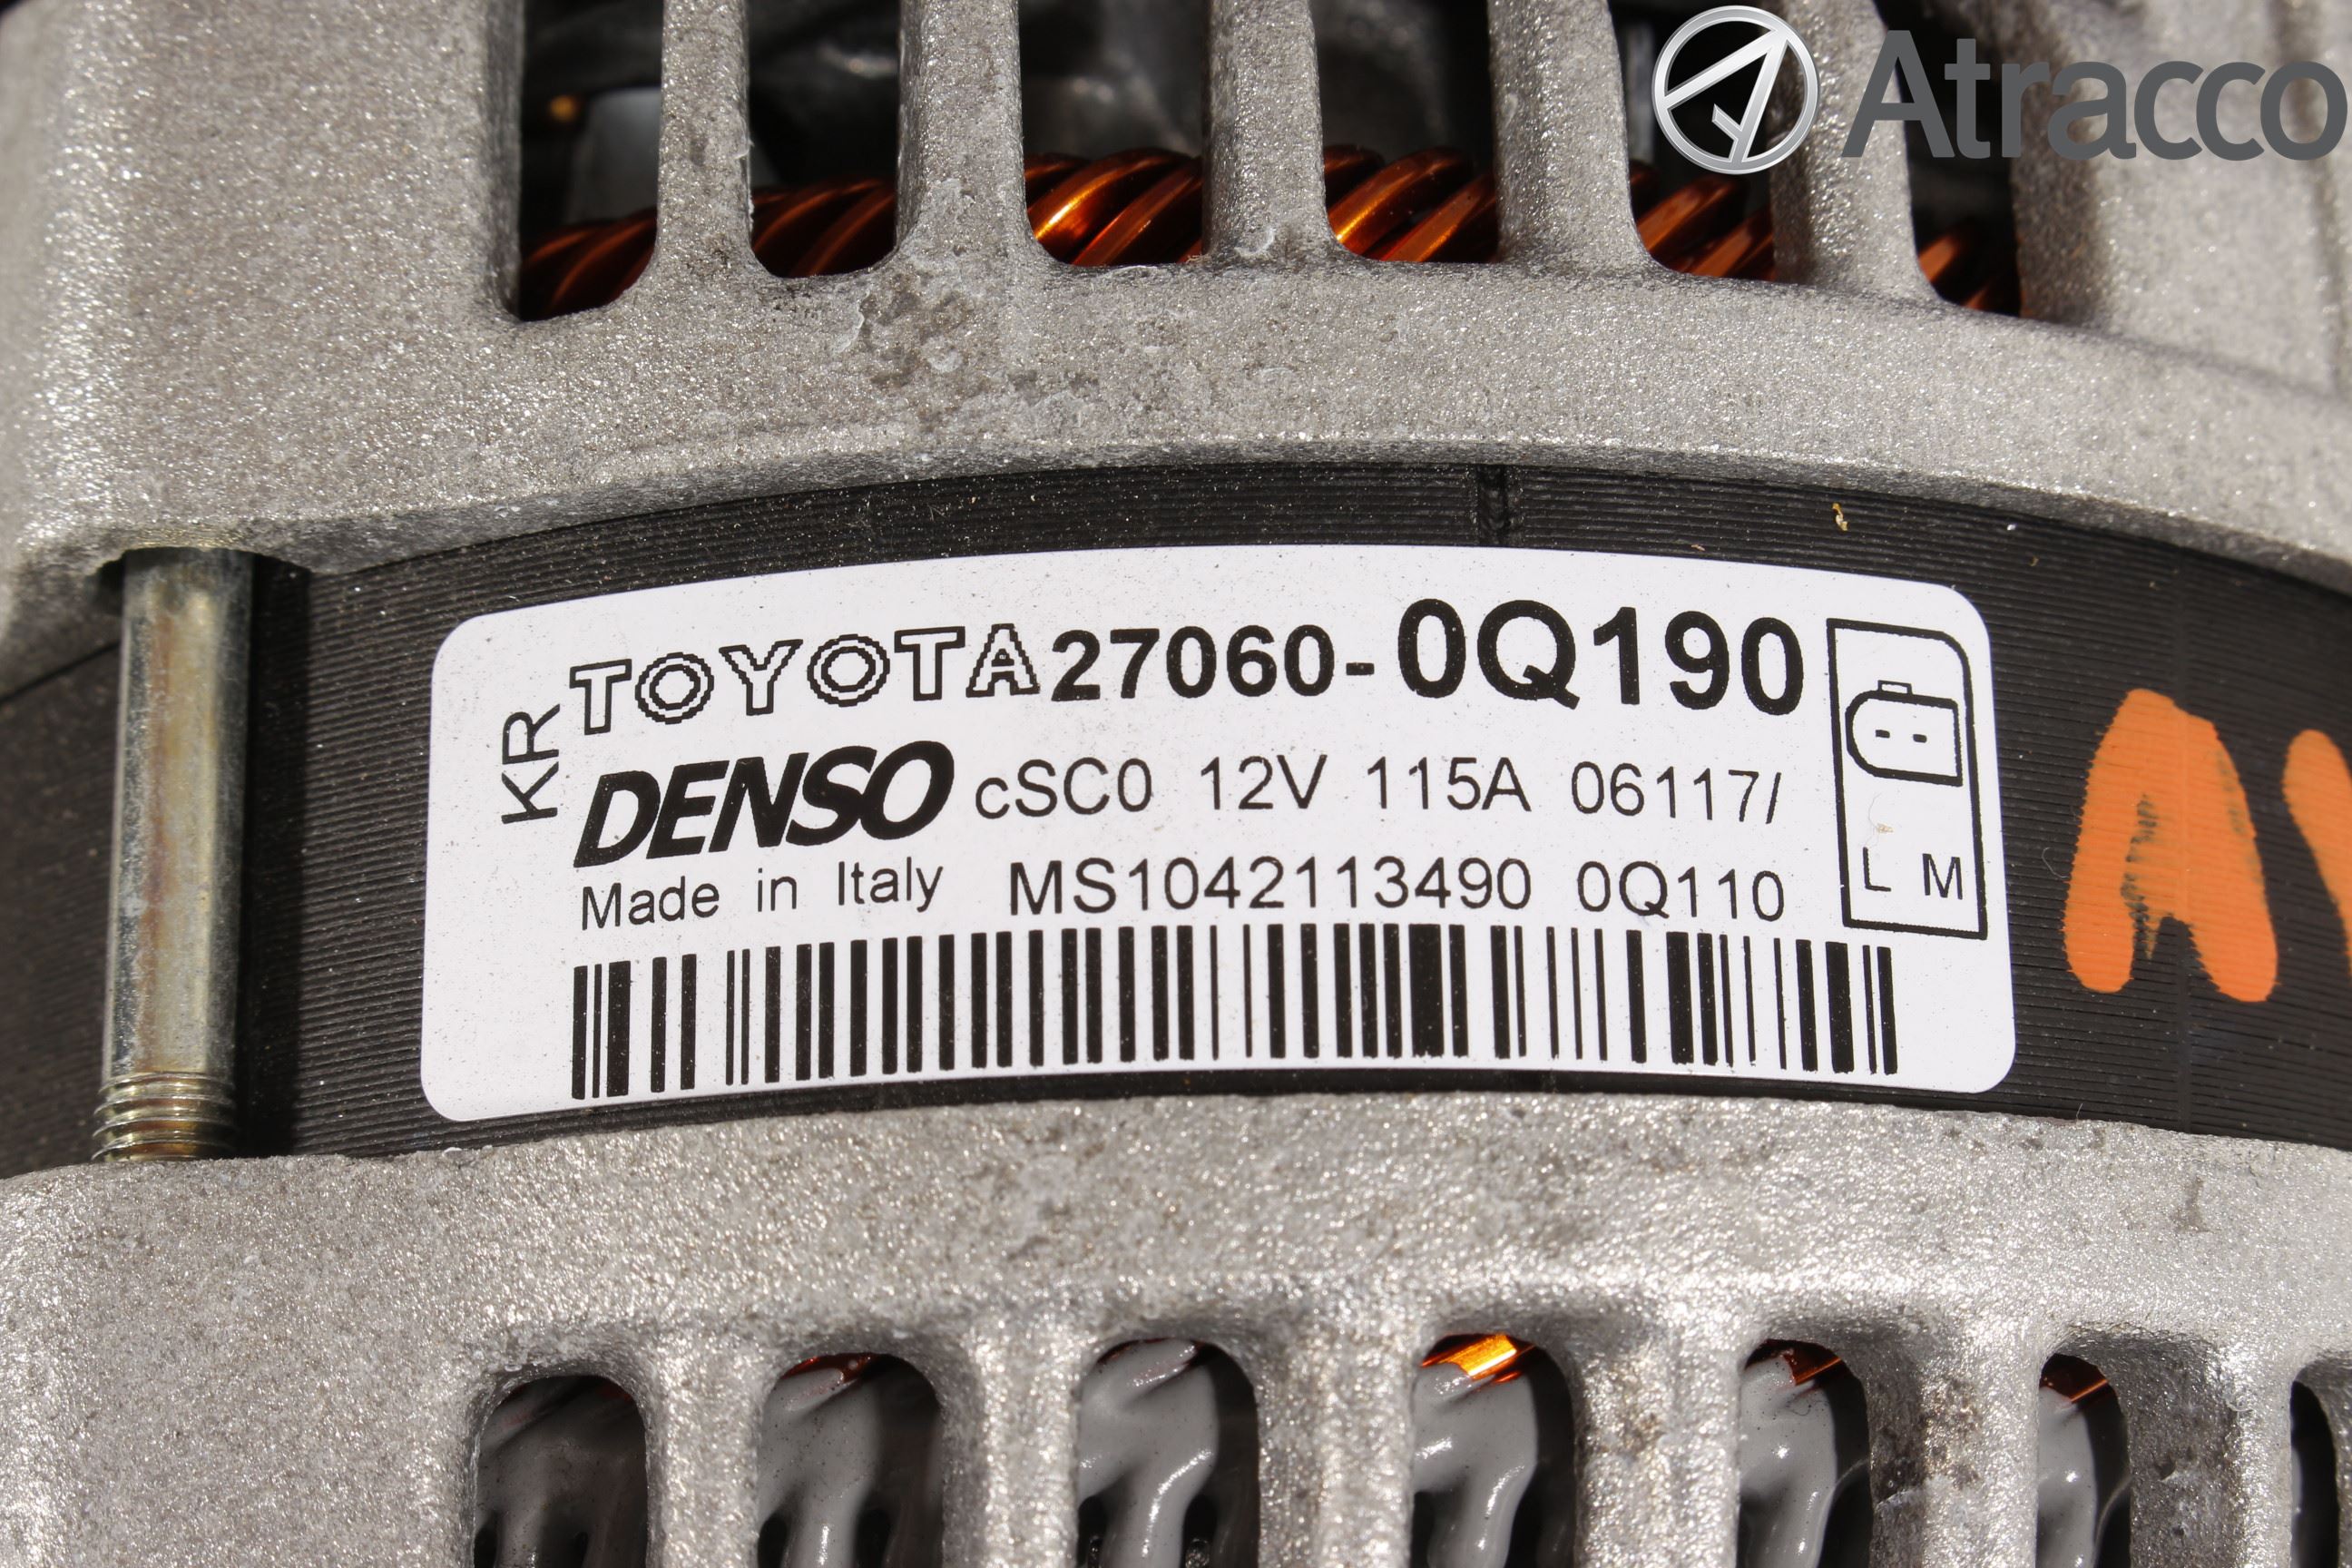 Atracco
KR
TOYOTA 27060-0Q190
DENSO cSC0 12V 115A 06117/
Made in Italy MS1042113490 0Q110
L M